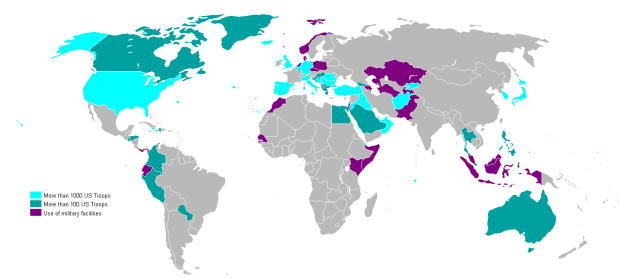 More than 1000 US Troops
More than 100 US Troops
Use of military facilities